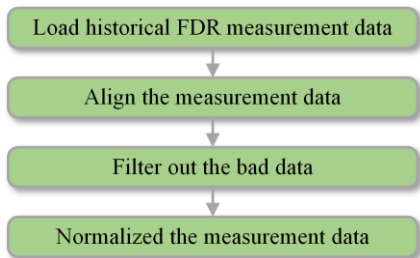 Load historical FDR measurement data
Align the measurement data
Filter out the bad data
Normalized the measurement data